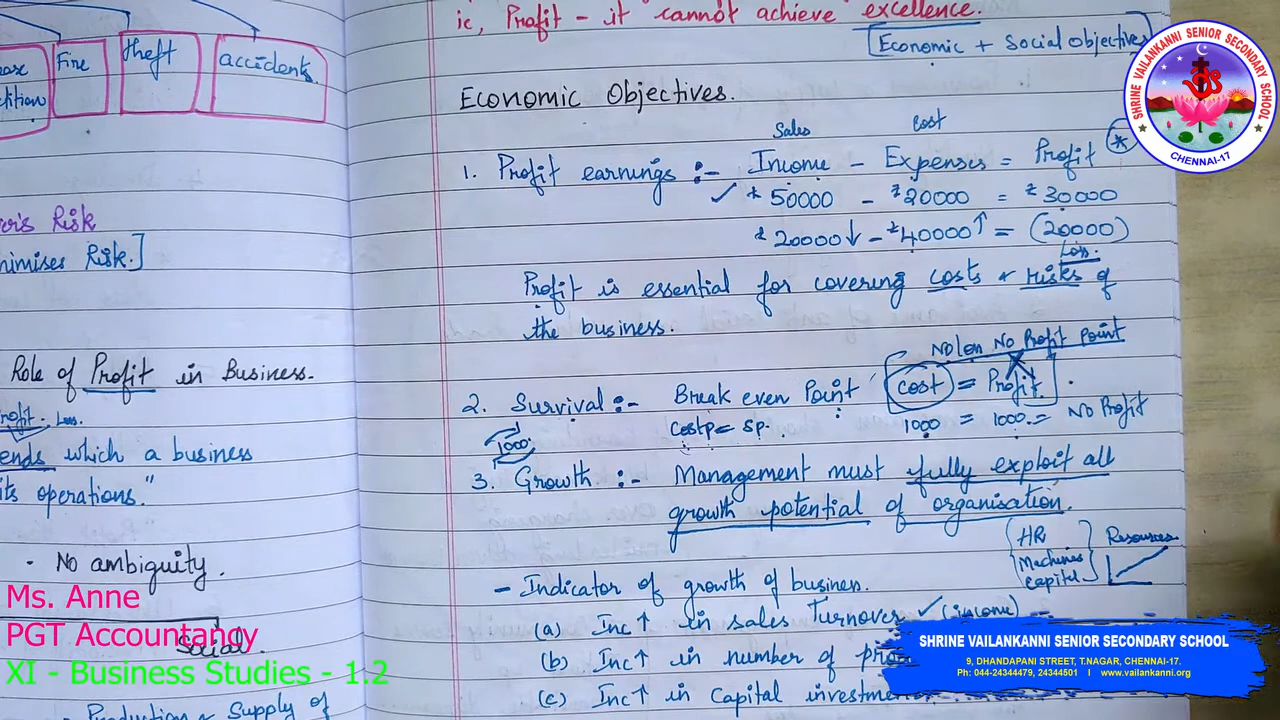 ic, Profit - it cannot achieve excellence.
Economic + Social Objectives
Fire
theft
accidents
Risk
Risk.]
Role of Profit in Business.
Loss.
ends which a business
its operations."
- No ambiguity.
Social.
Production & Supply of
Economic Objectives.
Sales
Cost
1. Profit earnings :- Income - Expenses = Profit *
✓ ₹50000 - ₹20000 = ₹30000
₹20000↓ - ₹40000↑ = (20000)
Loss.
Profit is essential for covering costs & risks of
the business.
No Loss No Profit Point
2. Survival :- Break even Point cost = Profit.
costp = sp. 1000 = 1000 = No Profit
1000
3. Growth :- Management must fully exploit all
growth potential of organisation.
HR
Machines
capital
Resources
- Indicator of growth of business.
(a) Inc↑ in sales Turnover ✓ (income)
(b) Inc↑ in number of
(c) Inc↑ in Capital
Ms. Anne
PGT Accountancy
XI - Business Studies - 1.2
SHRINE VAILANKANNI SENIOR SECONDARY SCHOOL
CHENNAI-17
SHRINE VAILANKANNI SENIOR SECONDARY SCHOOL
9, DHANDAPANI STREET, T.NAGAR, CHENNAI-17.
Ph: 044-24344479, 24344501 I www.vailankanni.org